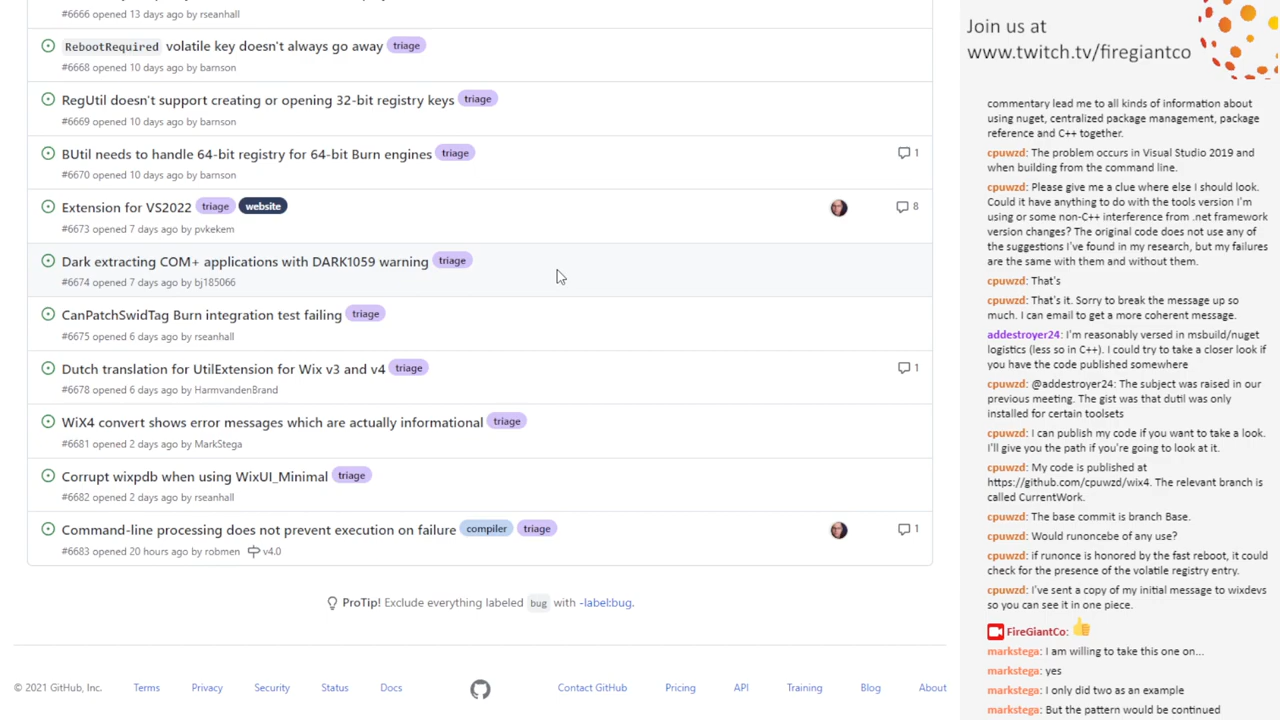 #6666 opened 13 days ago by rseanhall
RebootRequired volatile key doesn't always go away triage
#6668 opened 10 days ago by barnson
RegUtil doesn't support creating or opening 32-bit registry keys triage
#6669 opened 10 days ago by barnson
BUtil needs to handle 64-bit registry for 64-bit Burn engines triage 1
#6670 opened 10 days ago by barnson
Extension for VS2022 triage website 8
#6673 opened 7 days ago by pvkekem
Dark extracting COM+ applications with DARK1059 warning triage
#6674 opened 7 days ago by bj185066
CanPatchSwidTag Burn integration test failing triage
#6675 opened 6 days ago by rseanhall
Dutch translation for UtilExtension for Wix v3 and v4 triage 1
#6678 opened 6 days ago by HarmvandenBrand
WiX4 convert shows error messages which are actually informational triage
#6681 opened 2 days ago by MarkStega
Corrupt wixpdb when using WixUI_Minimal triage
#6682 opened 2 days ago by rseanhall
Command-line processing does not prevent execution on failure compiler triage 1
#6683 opened 20 hours ago by robmen v4.0
ProTip! Exclude everything labeled bug with -label:bug.
© 2021 GitHub, Inc. Terms Privacy Security Status Docs Contact GitHub Pricing API Training Blog About
Join us at
www.twitch.tv/firegiantco
commentary lead me to all kinds of information about
using nuget, centralized package management, package
reference and C++ together.
cpuwzd: The problem occurs in Visual Studio 2019 and
when building from the command line.
cpuwzd: Please give me a clue where else I should look.
Could it have anything to do with the tools version I'm
using or some non-C++ interference from .net framework
version changes? The original code does not use any of
the suggestions I've found in my research, but my failures
are the same with them and without them.
cpuwzd: That's
cpuwzd: That's it. Sorry to break the message up so
much. I can email to get a more coherent message.
addestroyer24: I'm reasonably versed in msbuild/nuget
logistics (less so in C++). I could try to take a closer look if
you have the code published somewhere
cpuwzd: @addestroyer24: The subject was raised in our
previous meeting. The gist was that dutil was only
installed for certain toolsets
cpuwzd: I can publish my code if you want to take a look.
I'll give you the path if you're going to look at it.
cpuwzd: My code is published at
https://github.com/cpuwzd/wix4. The relevant branch is
called CurrentWork.
cpuwzd: The base commit is branch Base.
cpuwzd: Would runoncebe of any use?
cpuwzd: if runonce is honored by the fast reboot, it could
check for the presence of the volatile registry entry.
cpuwzd: I've sent a copy of my initial message to wixdevs
so you can see it in one piece.
FireGiantCo:
markstega: I am willing to take this one on...
markstega: yes
markstega: I only did two as an example
markstega: But the pattern would be continued